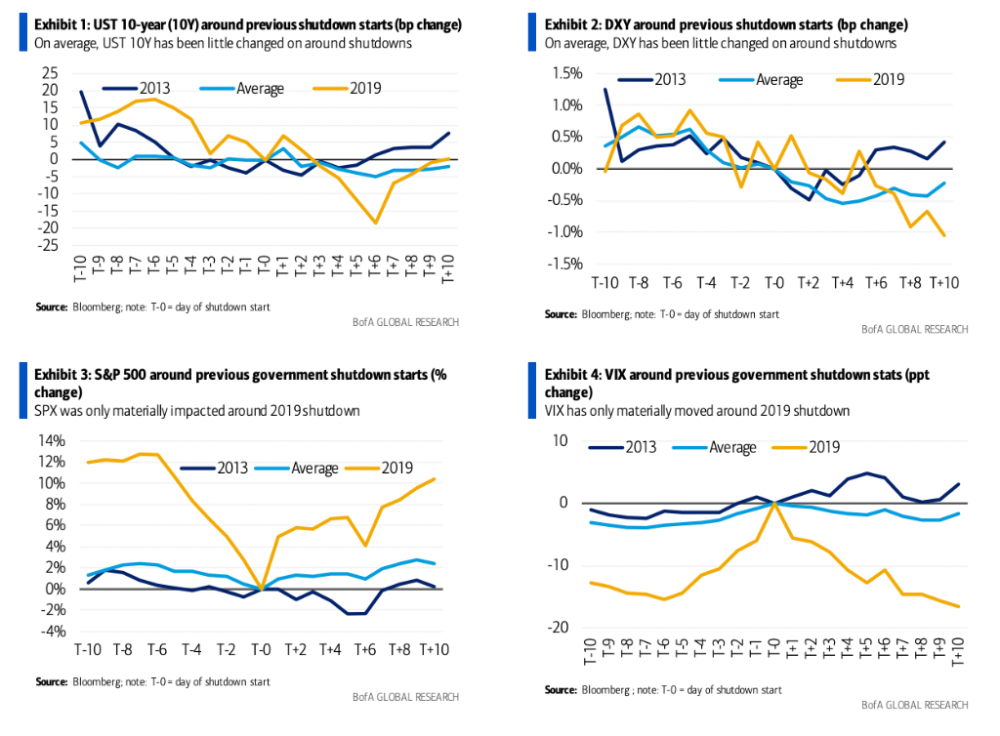 Exhibit 1: UST 10-year (10Y) around previous shutdown starts (bp change)
On average, UST 10Y has been little changed on around shutdowns
2013 Average 2019
25
20
15
10
5
0
-5
-10
-15
-20
-25
T-10 T-9 T-8 T-7 T-6 T-5 T-4 T-3 T-2 T-1 T-0 T+1 T+2 T+3 T+4 T+5 T+6 T+7 T+8 T+9 T+10
Source: Bloomberg; note: T-0 = day of shutdown start
BofA GLOBAL RESEARCH
Exhibit 2: DXY around previous shutdown starts (bp change)
On average, DXY has been little changed on around shutdowns
2013 Average 2019
1.5%
1.0%
0.5%
0.0%
-0.5%
-1.0%
-1.5%
T-10 T-8 T-6 T-4 T-2 T-0 T+2 T+4 T+6 T+8 T+10
Source: Bloomberg; note: T-0 = day of shutdown start
BofA GLOBAL RESEARCH
Exhibit 3: S&P 500 around previous government shutdown starts (%
change)
SPX was only materially impacted around 2019 shutdown
14%
12%
10%
8%
6%
4%
2%
0%
-2%
-4%
2013 Average 2019
T-10 T-8 T-6 T-4 T-2 T-0 T+2 T+4 T+6 T+8 T+10
Source: Bloomberg; note: T-0 = day of shutdown start
BofA GLOBAL RESEARCH
Exhibit 4: VIX around previous government shutdown stats (ppt
change)
VIX has only materially moved around 2019 shutdown
2013 Average 2019
10
0
-10
-20
T-10 T-9 T-8 T-7 T-6 T-5 T-4 T-3 T-2 T-1 T-0 T+1 T+2 T+3 T+4 T+5 T+6 T+7 T+8 T+9 T+10
Source: Bloomberg ; note: T-0 = day of shutdown start
BofA GLOBAL RESEARCH